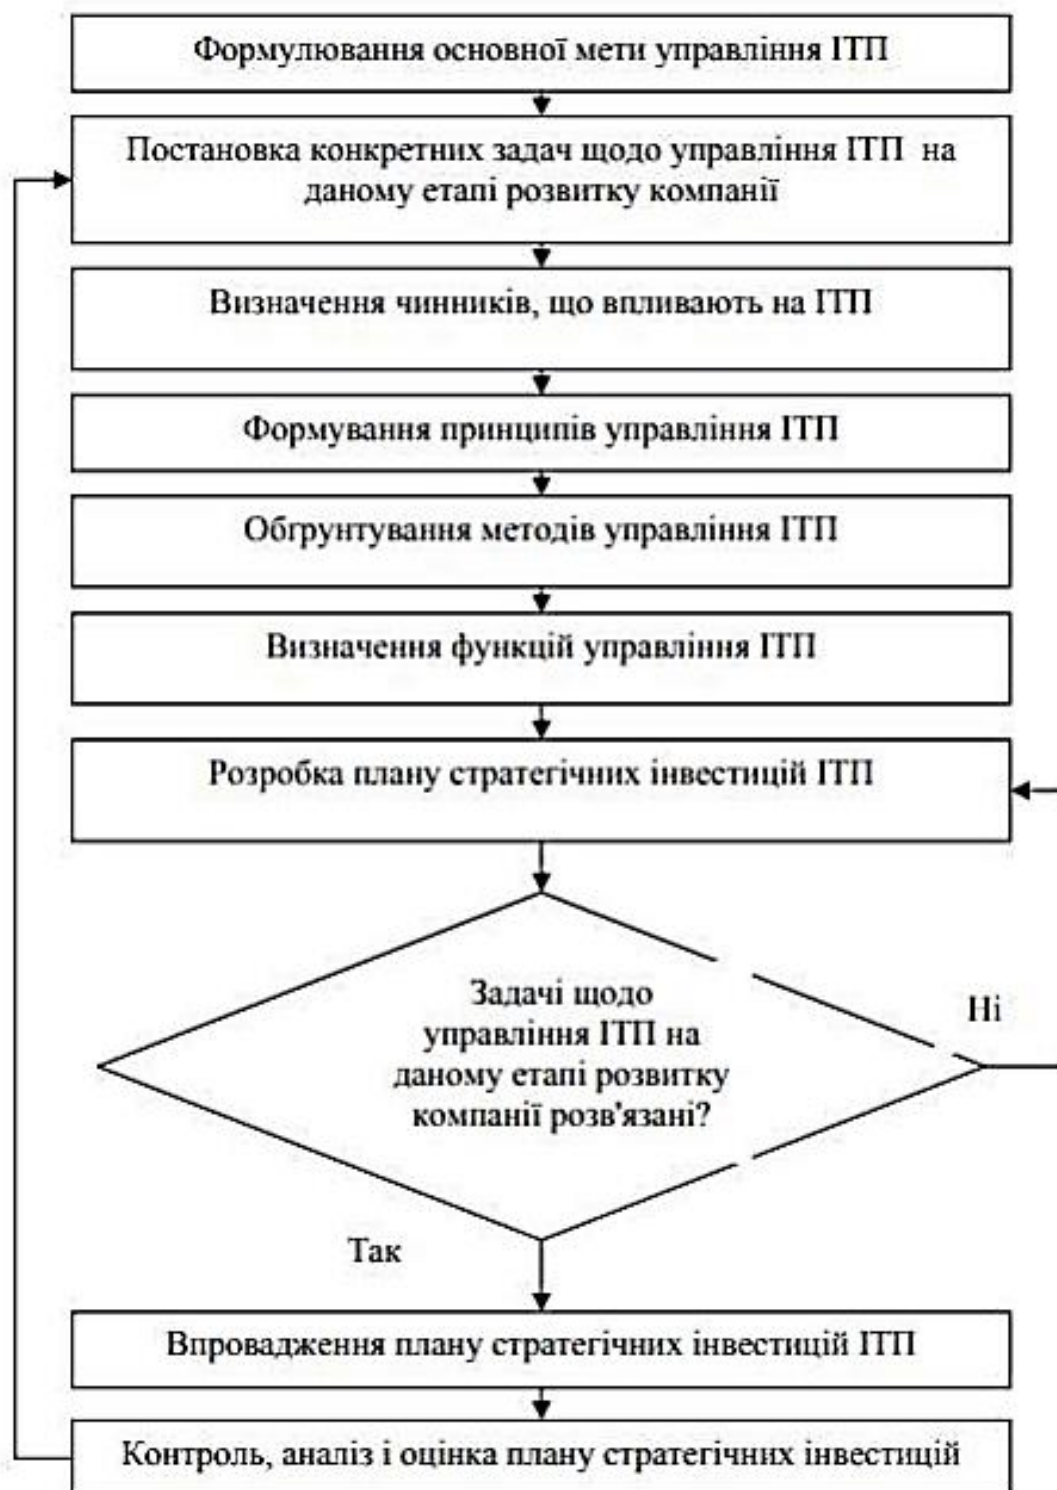 Формулювання основної мети управління ІТП
Постановка конкретних задач щодо управління ІТП на
даному етапі розвитку компанії
Визначення чинників, що впливають на ІТП
Формування принципів управління ІТП
Обґрунтування методів управління ІТП
Визначення функцій управління ІТП
Розробка плану стратегічних інвестицій ІТП
Задачі щодо
управління ІТП на
даному етапі розвитку
компанії розв'язані?
Ні
Так
Впровадження плану стратегічних інвестицій ІТП
Контроль, аналіз і оцінка плану стратегічних інвестицій